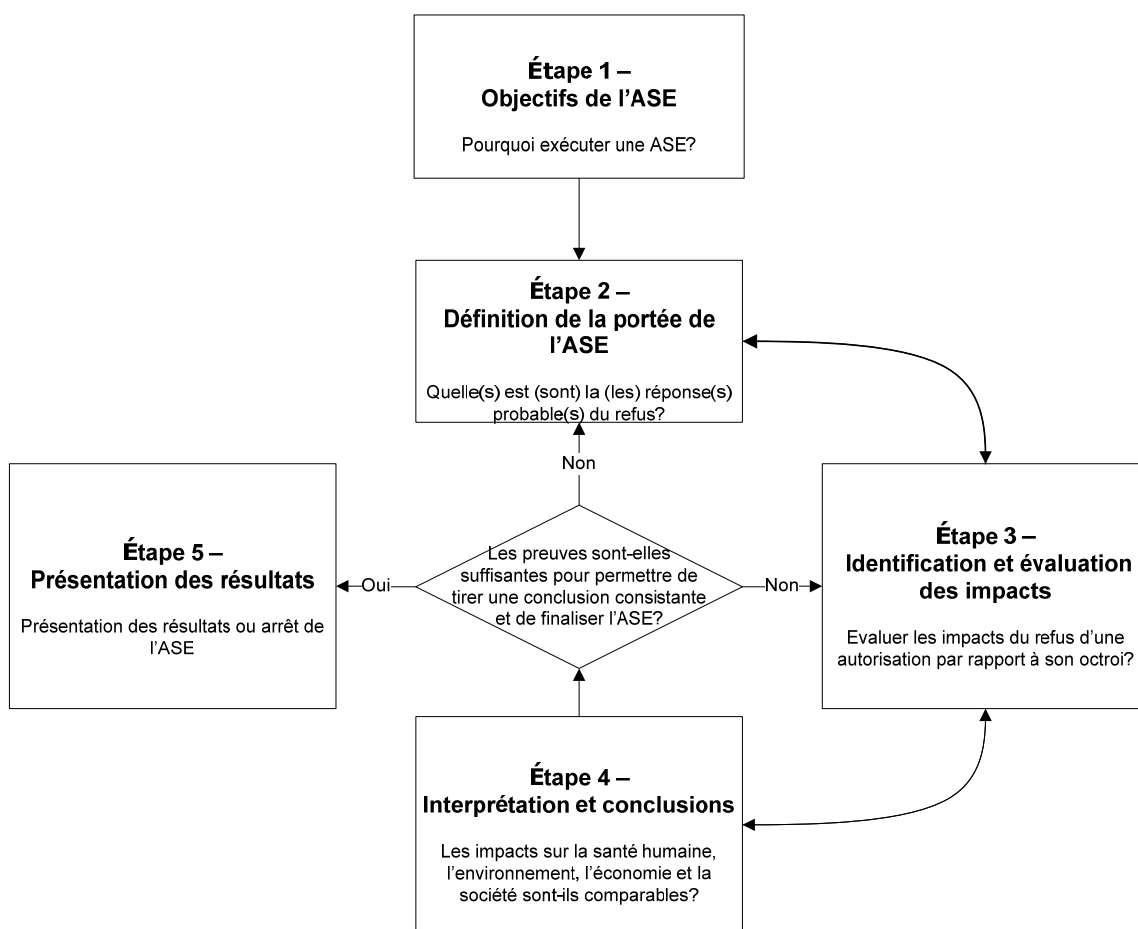 Étape 1 –
Objectifs de l'ASE
Pourquoi exécuter une ASE?
Étape 2 –
Définition de la portée de
l'ASE
Quelle(s) est (sont) la (les) réponse(s)
probable(s) du refus?
Non
Étape 5 –
Présentation des résultats
Présentation des résultats ou arrêt de
l'ASE
Oui
Les preuves sont-elles
suffisantes pour permettre de
tirer une conclusion consistante
et de finaliser l'ASE?
Non
Étape 3 –
Identification et évaluation
des impacts
Evaluer les impacts du refus d'une
autorisation par rapport à son octroi?
Étape 4 –
Interprétation et conclusions
Les impacts sur la santé humaine,
l'environnement, l'économie et la
société sont-ils comparables?